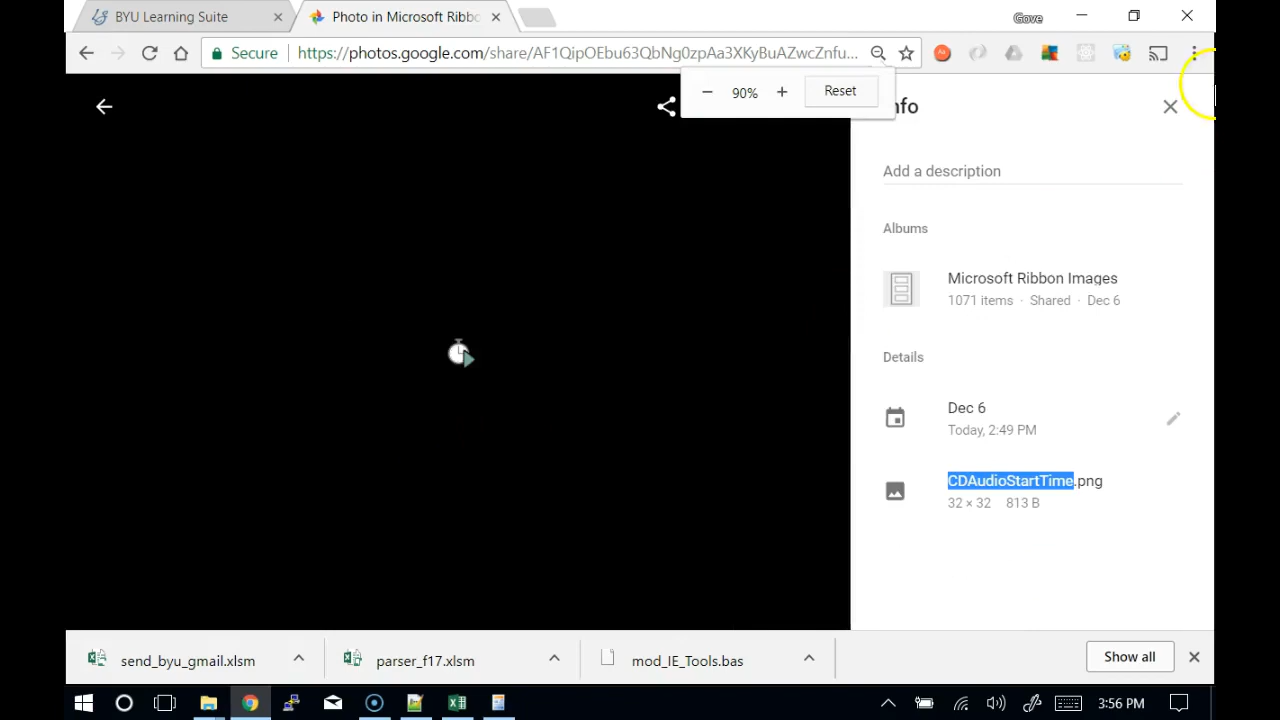 BYU Learning Suite
Photo in Microsoft Ribbo
Gove
Secure
https://photos.google.com/share/AF1QipOEbu63QbNg0zpAa3XKyBuAZwcZnfu...
90%
Reset
nfo
Add a description
Albums
Microsoft Ribbon Images
1071 items · Shared · Dec 6
Details
Dec 6
Today, 2:49 PM
CDAudioStartTime.png
32 × 32 813 B
send_byu_gmail.xlsm
parser_f17.xlsm
mod_IE_Tools.bas
Show all
3:56 PM